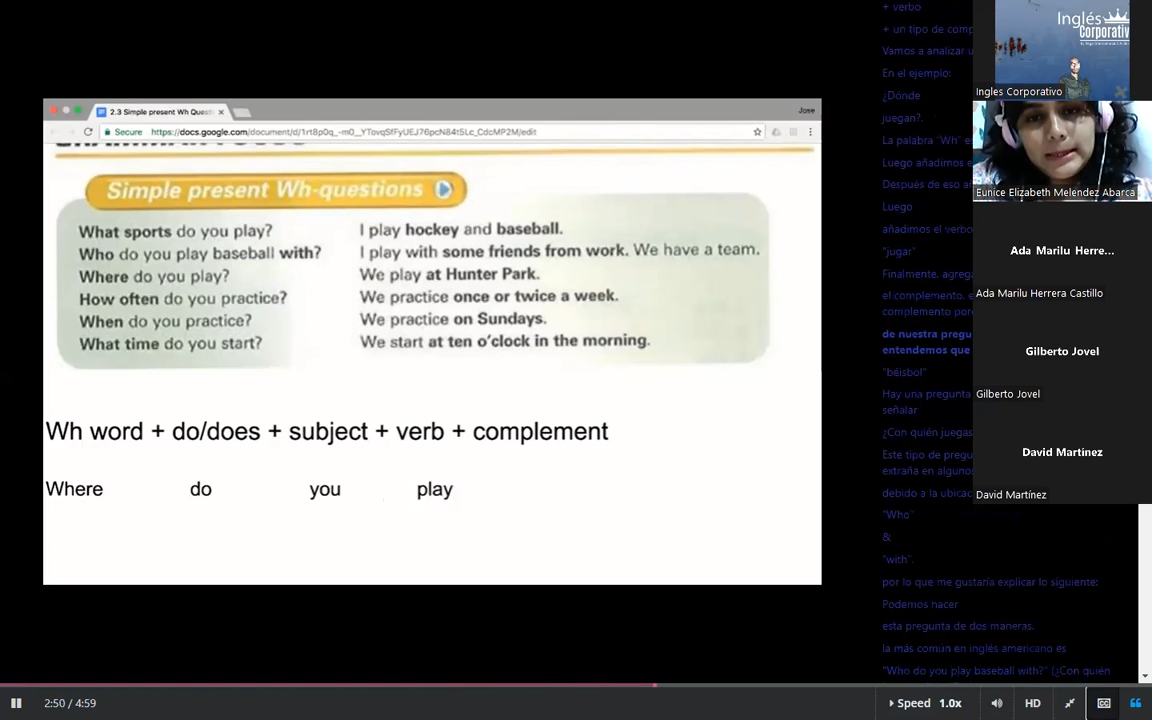 2.3 Simple present Wh Quest
Jose
Secure
https://docs.google.com/document/d/1rt8p0q_-m0__YTovqSfFyUEJ76pcN84t5Lc_CdcMP2M/edit
Simple present Wh-questions
What sports do you play? I play hockey and baseball.
Who do you play baseball with? I play with some friends from work. We have a team.
Where do you play? We play at Hunter Park.
How often do you practice? We practice once or twice a week.
When do you practice? We practice on Sundays.
What time do you start? We start at ten o'clock in the morning.
Wh word + do/does + subject + verb + complement
Where do you play
+ verbo
+ un tipo de comp
Vamos a analizar u
En el ejemplo:
¿Dónde
juegan?.
La palabra "Wh" e
Luego añadimos e
Después de eso a
Luego
añadimos el verbo
"jugar"
Finalmente, agreg
el complemento, e
complemento por
de nuestra pregu
entendemos que
"béisbol"
Hay una pregunta
señalar
¿Con quién juegas
Este tipo de pregu
extraña en alguno
debido a la ubica
"Who"
&
"with".
por lo que me gustaría explicar lo siguiente:
Podemos hacer
esta pregunta de dos maneras.
la más común en inglés americano es
"Who do you play baseball with?" (¿Con quién
Inglés
Corporativ
Ingles Corporativo
Eunice Elizabeth Melendez Abarca
Ada Marilu Herre...
Ada Marilu Herrera Castillo
Gilberto Jovel
Gilberto Jovel
David Martinez
David Martínez
2:50 / 4:59
Speed 1.0x
HD
CC